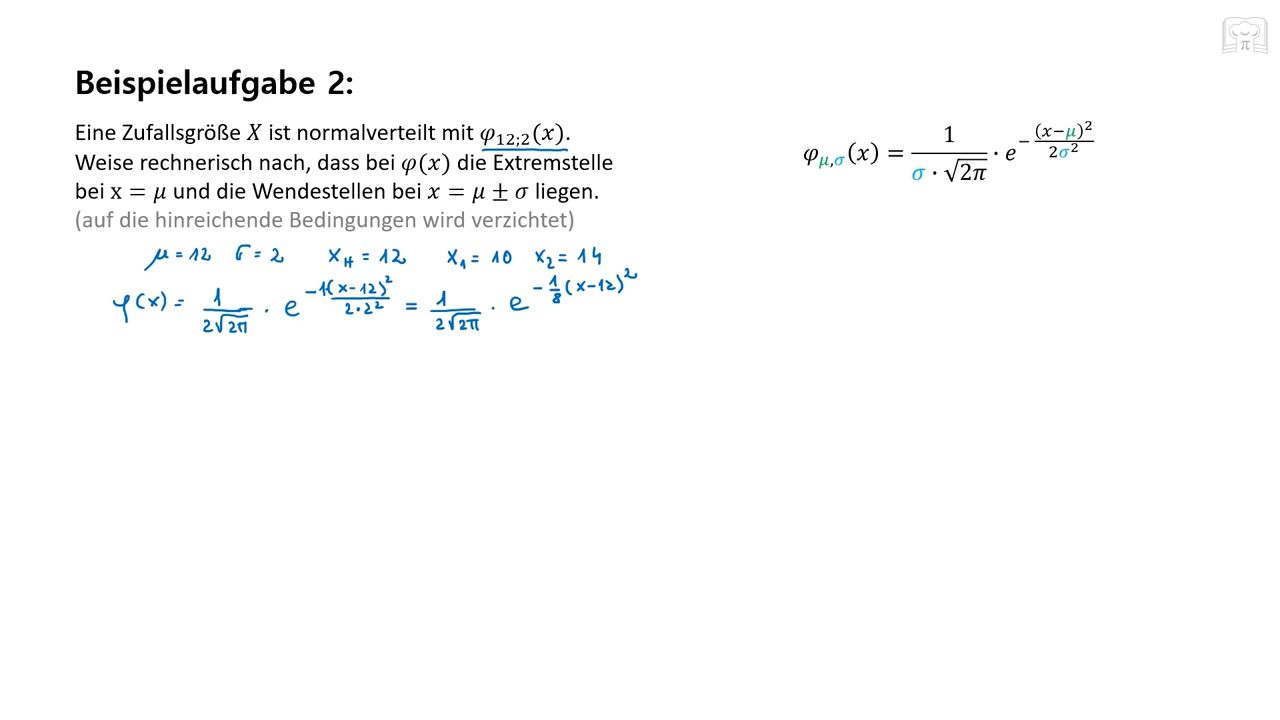 Beispielaufgabe 2:
Eine Zufallsgröße X ist normalverteilt mit φ₁₂;₂(x).
Weise rechnerisch nach, dass bei φ(x) die Extremstelle
bei x = μ und die Wendestellen bei x = μ ± σ liegen.
(auf die hinreichende Bedingungen wird verzichtet)
μ = 12 σ = 2 x_H = 12 x₁ = 10 x₂ = 14
φ(x) = 1/(2√(2π)) · e^(-1(x-12)²/(2·2²)) = 1/(2√(2π)) · e^(-1/8(x-12)²)
φ_μ,σ(x) = 1/(σ · √(2π)) · e^(-(x-μ)²/(2σ²))
π